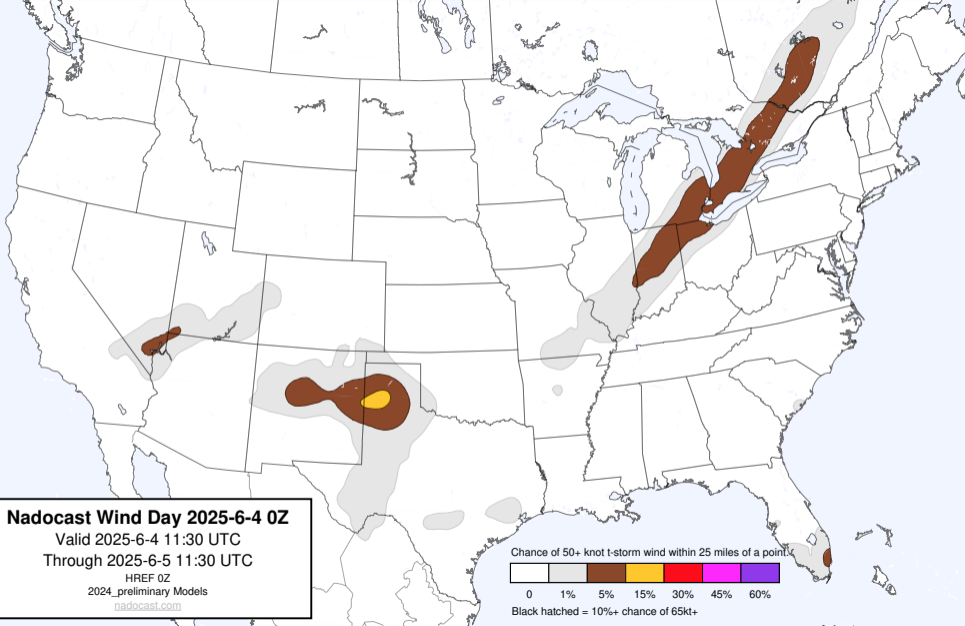 Nadocast Wind Day 2025-6-4 0Z
Valid 2025-6-4 11:30 UTC
Through 2025-6-5 11:30 UTC
HREF 0Z
2024_preliminary Models
nadocast.com
Chance of 50+ knot t-storm wind within 25 miles of a point.
0 1% 5% 15% 30% 45% 60%
Black hatched = 10%+ chance of 65kt+